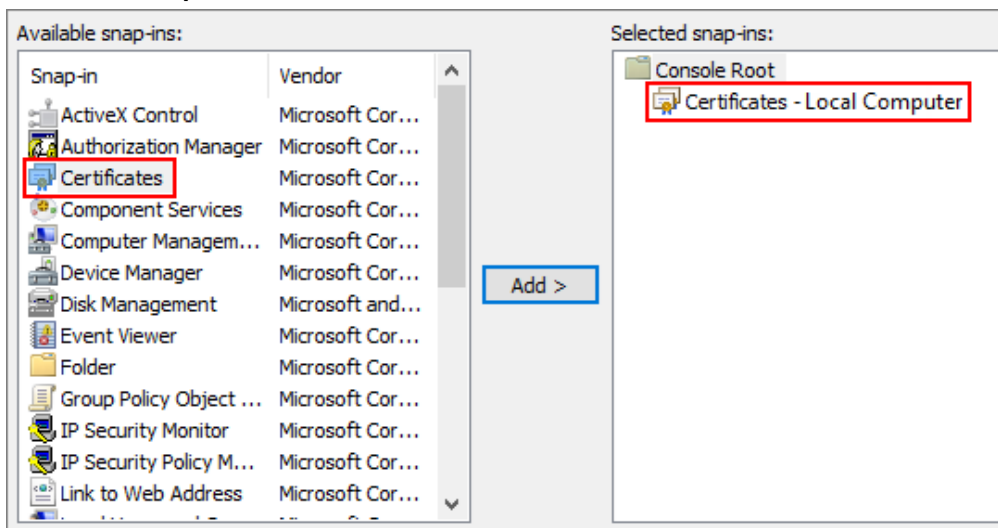 Available snap-ins:
Selected snap-ins:
Snap-in Vendor
ActiveX Control Microsoft Cor...
Authorization Manager Microsoft Cor...
Certificates Microsoft Cor...
Component Services Microsoft Cor...
Computer Managem... Microsoft Cor...
Device Manager Microsoft Cor...
Disk Management Microsoft and...
Event Viewer Microsoft Cor...
Folder Microsoft Cor...
Group Policy Object ... Microsoft Cor...
IP Security Monitor Microsoft Cor...
IP Security Policy M... Microsoft Cor...
Link to Web Address Microsoft Cor...
Add >
Console Root
Certificates - Local Computer